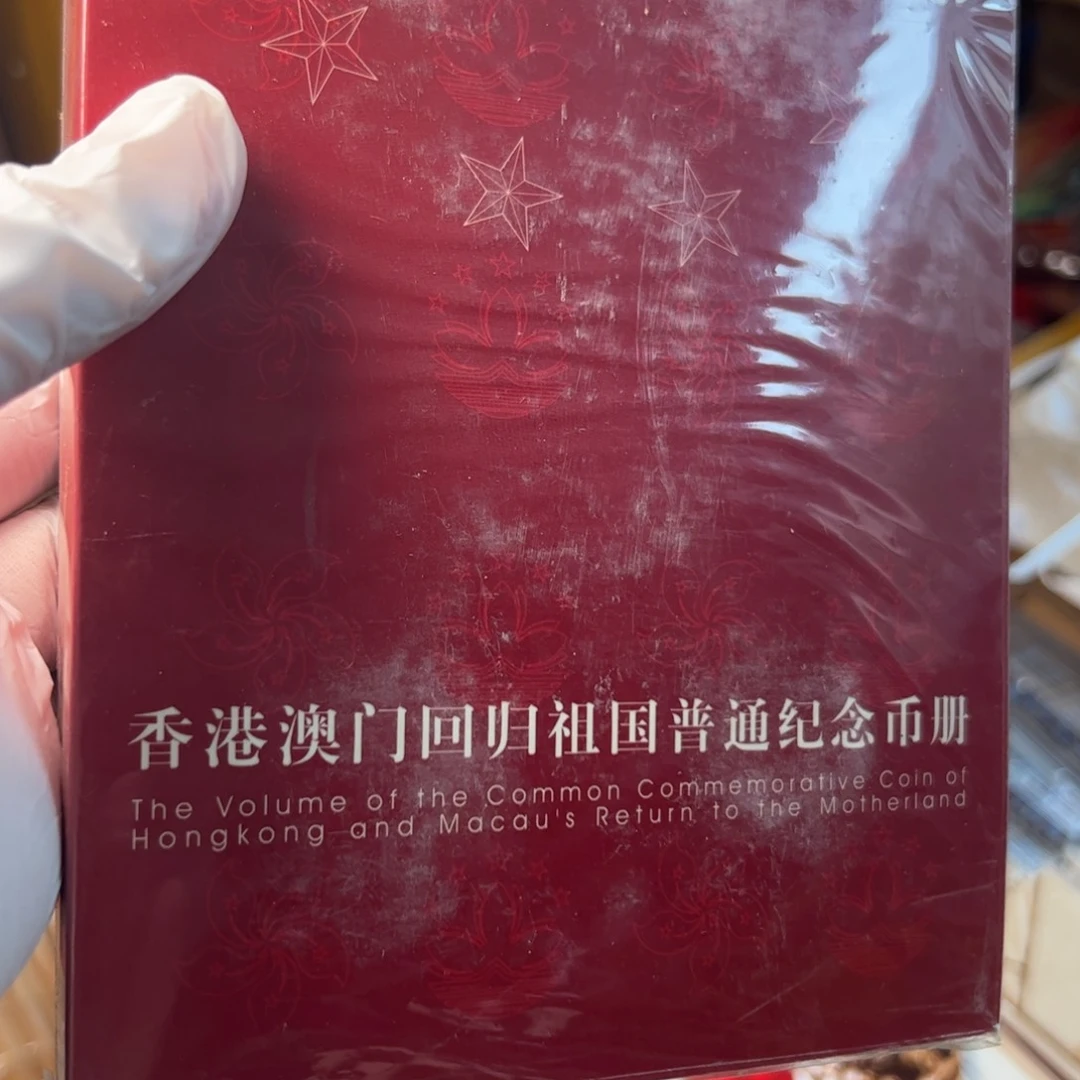 香港澳门回归祖国普通纪念币册
The Volume of the Common Commemorative Coin of
Hongkong and Macau's Return to the Motherland